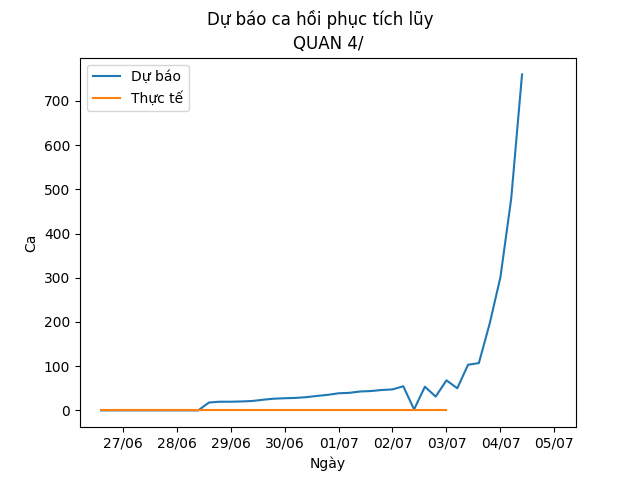 Dự báo ca hồi phục tích lũy
QUAN 4/
Dự báo
Thực tế
700
600
500
400
300
200
100
0
Ca
27/06 28/06 29/06 30/06 01/07 02/07 03/07 04/07 05/07
Ngày